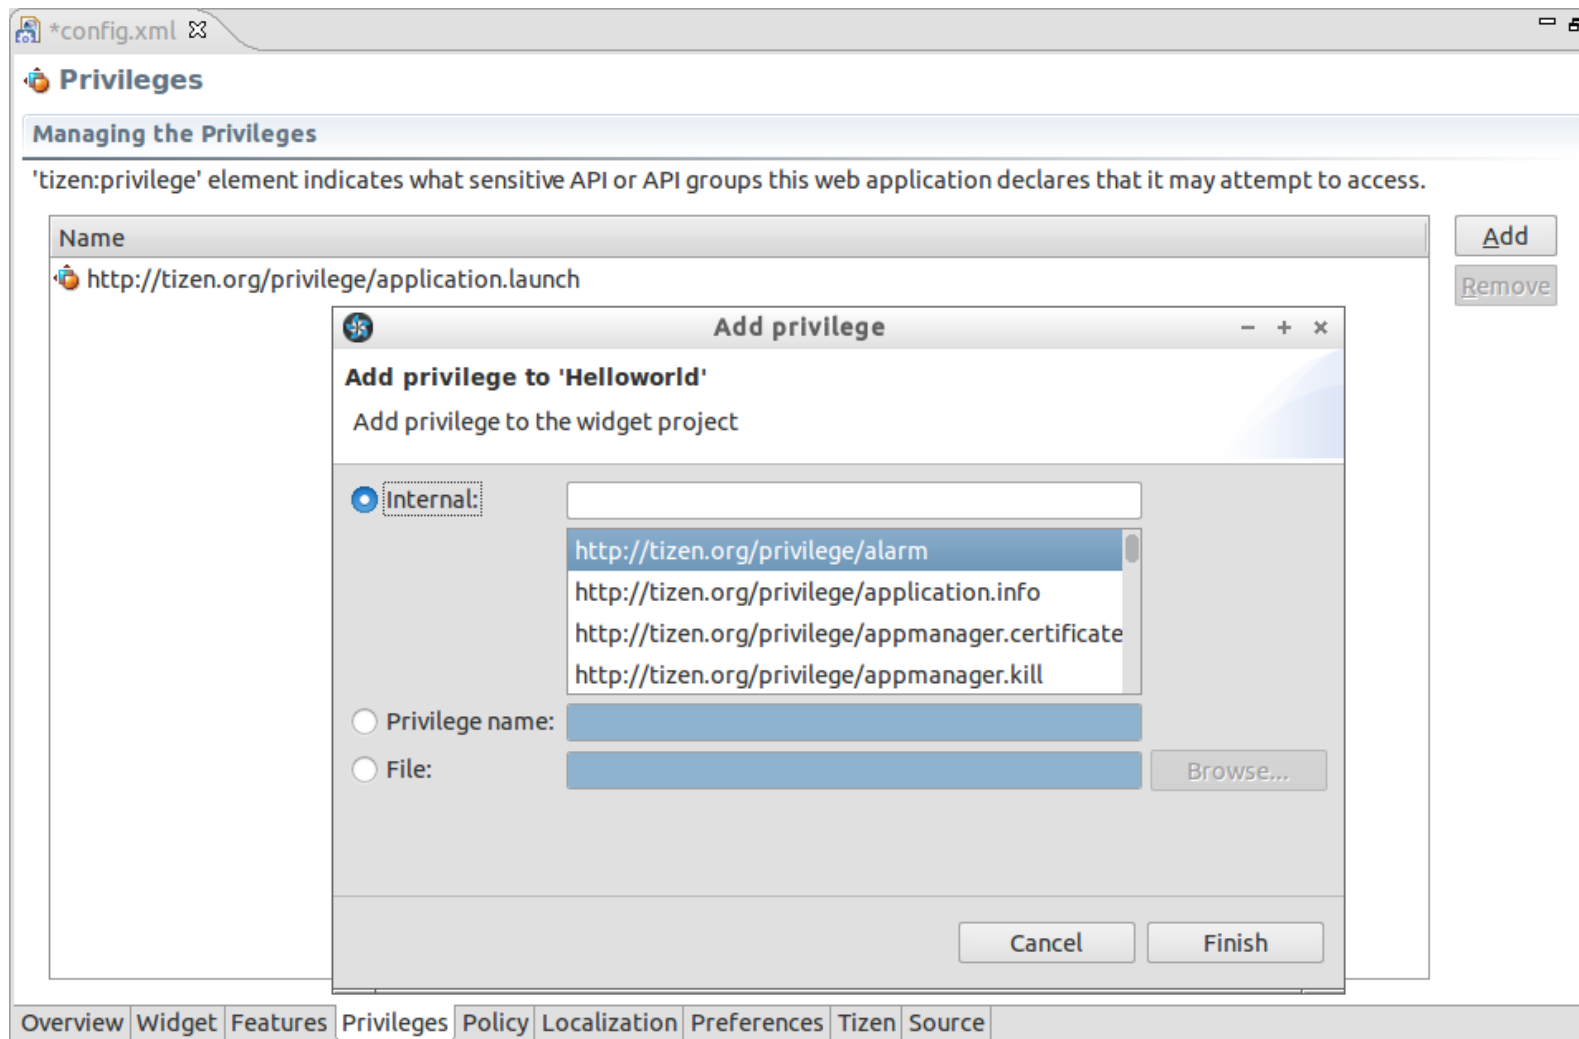 *config.xml
Privileges
Managing the Privileges
'tizen:privilege' element indicates what sensitive API or API groups this web application declares that it may attempt to access.
Name
Add
http://tizen.org/privilege/application.launch
Remove
Add privilege
Add privilege to 'Helloworld'
Add privilege to the widget project
Internal:
http://tizen.org/privilege/alarm
http://tizen.org/privilege/application.info
http://tizen.org/privilege/appmanager.certificate
http://tizen.org/privilege/appmanager.kill
Privilege name:
File:
Browse...
Cancel
Finish
Overview Widget Features Privileges Policy Localization Preferences Tizen Source